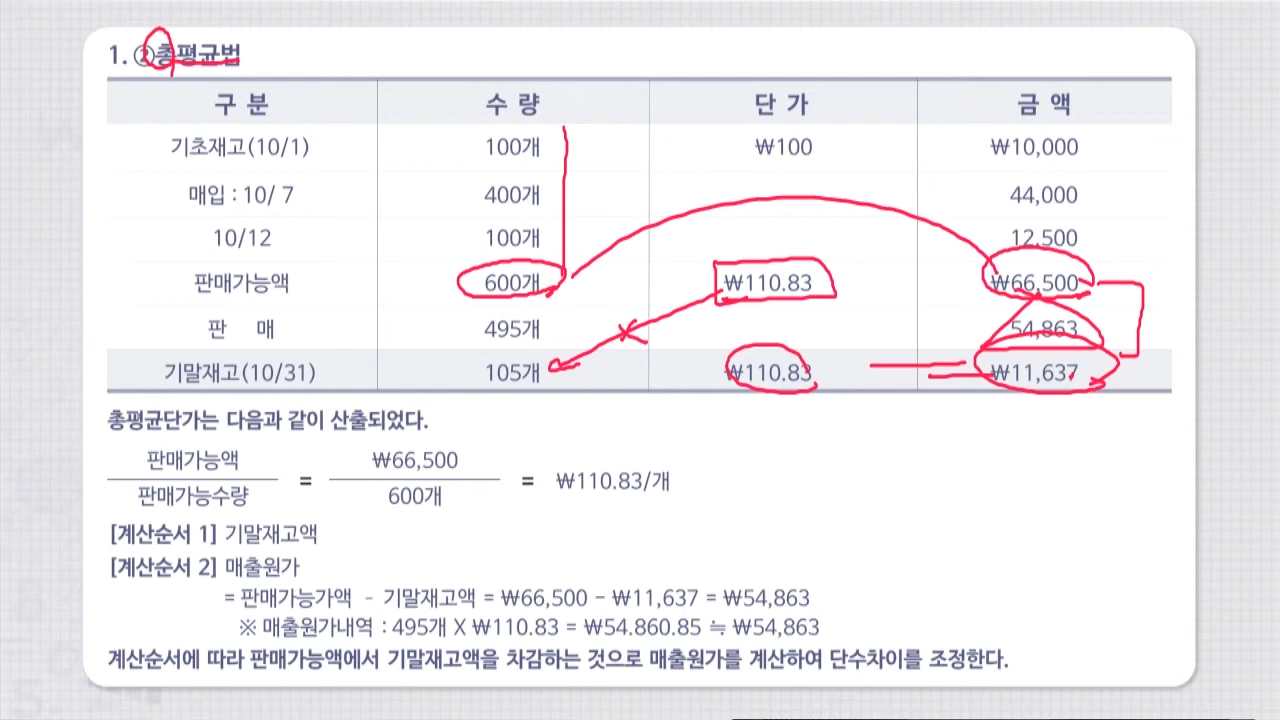 1. ②총평균법
구 분 수 량 단 가 금 액
기초재고(10/1) 100개 ₩100 ₩10,000
매입 : 10/ 7 400개 44,000
10/12 100개 12,500
판매가능액 600개 ₩110.83 ₩66,500
판 매 495개 54,863
기말재고(10/31) 105개 ₩110.83 ₩11,637
총평균단가는 다음과 같이 산출되었다.
판매가능액 ₩66,500
= = ₩110.83/개
판매가능수량 600개
[계산순서 1] 기말재고액
[계산순서 2] 매출원가
= 판매가능가액 - 기말재고액 = ₩66,500 − ₩11,637 = ₩54,863
※ 매출원가내역 : 495개 X ₩110.83 = ₩54.860.85 ≒ ₩54,863
계산순서에 따라 판매가능액에서 기말재고액을 차감하는 것으로 매출원가를 계산하여 단수차이를 조정한다.